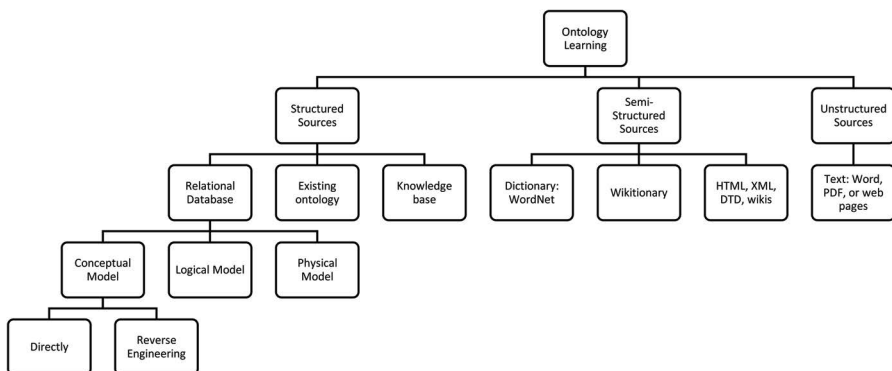 Ontology
Learning
Structured
Sources
Semi-
Structured
Sources
Unstructured
Sources
Relational
Database
Existing
ontology
Knowledge
base
Dictionary:
WordNet
Wikitionary
HTML, XML,
DTD, wikis
Text: Word,
PDF, or web
pages
Conceptual
Model
Logical Model
Physical
Model
Directly
Reverse
Engineering